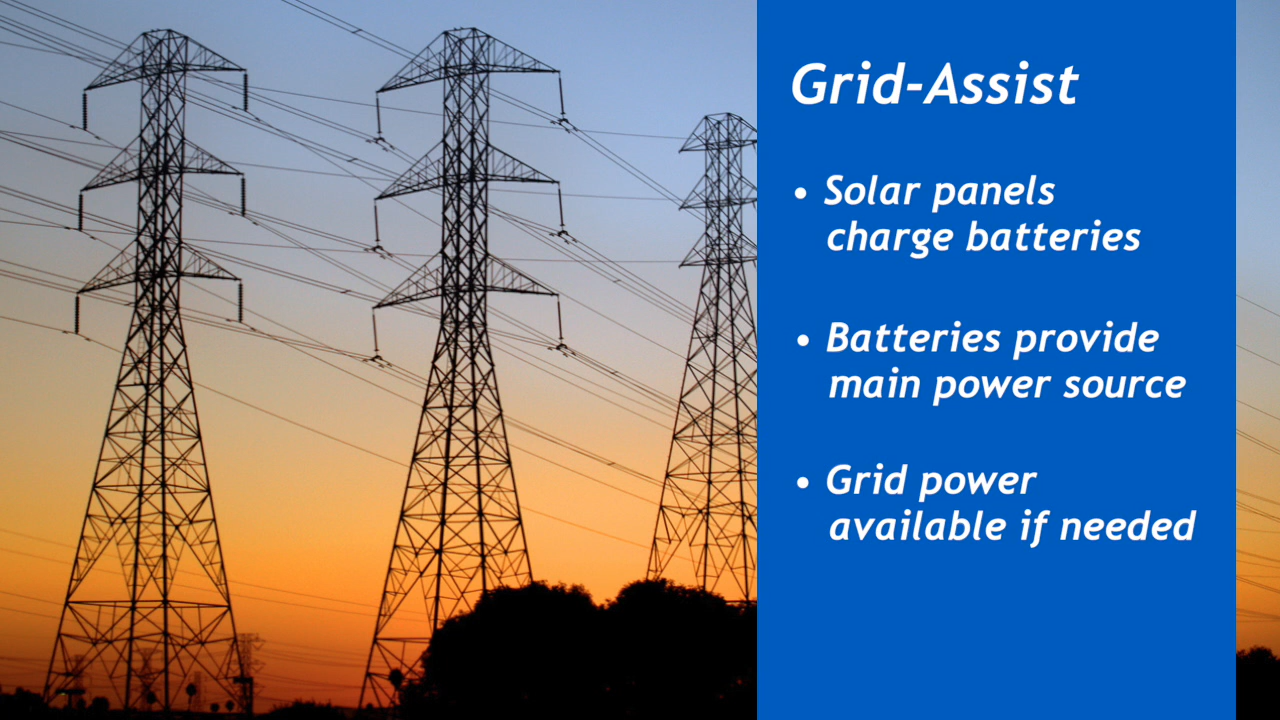 Grid-Assist
• Solar panels
charge batteries
• Batteries provide
main power source
• Grid power
available if needed